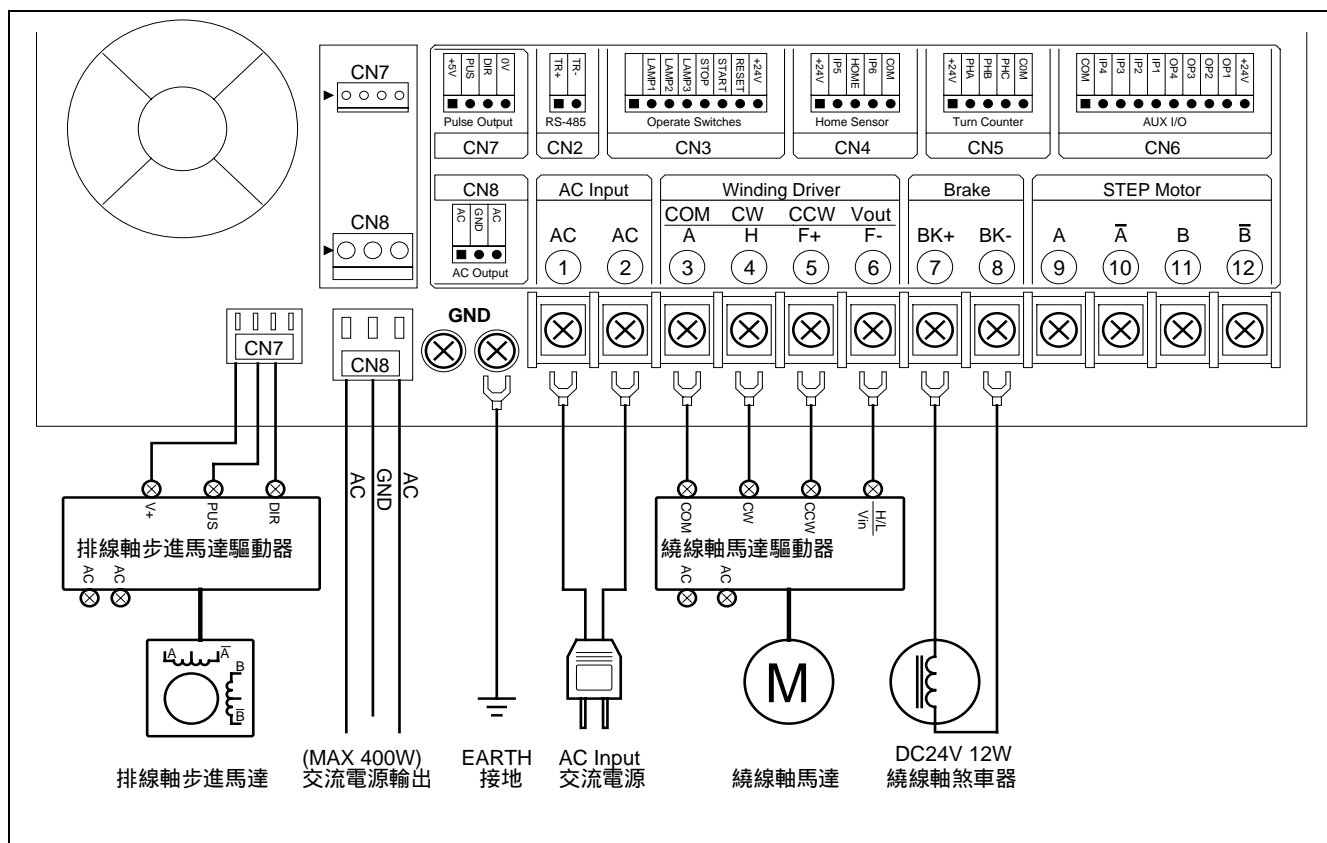 CN7
CN8
+5V PUS DIR 0V
Pulse Output
CN7
TR+ TR-
RS-485
CN2
LAMP1 LAMP2 LAMP3 STOP START RESET +24V
Operate Switches
CN3
+24V IP5 HOME IP6 COM
Home Sensor
CN4
+24V PHA PHB PHC COM
Turn Counter
CN5
COM IP4 IP3 IP2 IP1 OP4 OP3 OP2 OP1 +24V
AUX I/O
CN6
CN8
AC GND AC
AC Output
AC Input
AC AC
1 2
Winding Driver
COM CW CCW Vout
A H F+ F-
3 4 5 6
Brake
BK+ BK-
7 8
STEP Motor
A A̅ B B̅
9 10 11 12
CN7
CN8
GND
AC GND AC
V+ PUS DIR
排線軸步進馬達驅動器
AC AC
COM CW CCW H/L Vin
繞線軸馬達驅動器
AC AC
A A̅
B
B̅
M
排線軸步進馬達
(MAX 400W)
交流電源輸出
EARTH
接地
AC Input
交流電源
繞線軸馬達
DC24V 12W
繞線軸煞車器